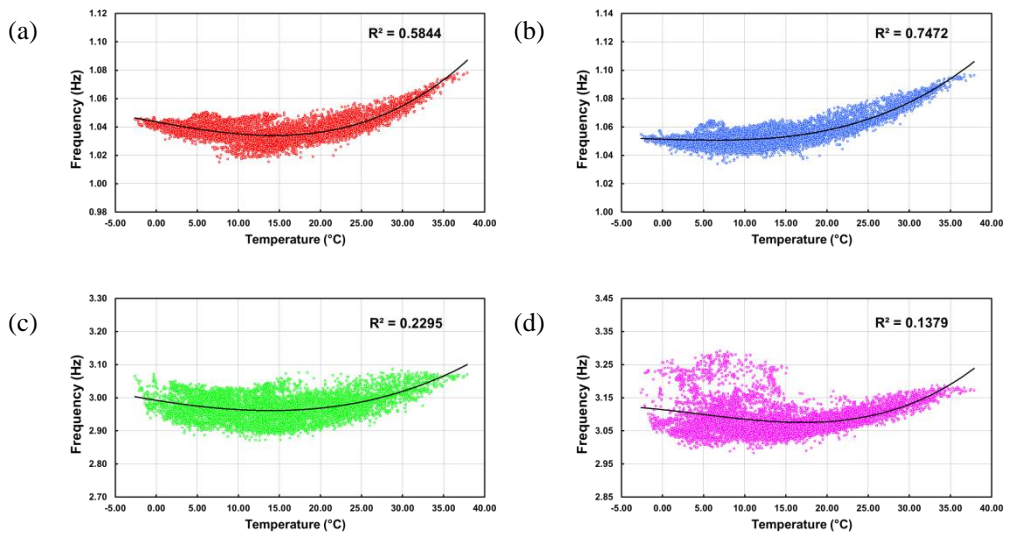 (a)
1.12
1.10
1.08
1.06
1.04
1.02
1.00
0.98
Frequency (Hz)
R² = 0.5844
-5.00 0.00 5.00 10.00 15.00 20.00 25.00 30.00 35.00 40.00
Temperature (°C)
(b)
1.14
1.12
1.10
1.08
1.06
1.04
1.02
1.00
Frequency (Hz)
R² = 0.7472
-5.00 0.00 5.00 10.00 15.00 20.00 25.00 30.00 35.00 40.00
Temperature (°C)
(c)
3.30
3.20
3.10
3.00
2.90
2.80
2.70
Frequency (Hz)
R² = 0.2295
-5.00 0.00 5.00 10.00 15.00 20.00 25.00 30.00 35.00 40.00
Temperature (°C)
(d)
3.45
3.35
3.25
3.15
3.05
2.95
2.85
Frequency (Hz)
R² = 0.1379
-5.00 0.00 5.00 10.00 15.00 20.00 25.00 30.00 35.00 40.00
Temperature (°C)